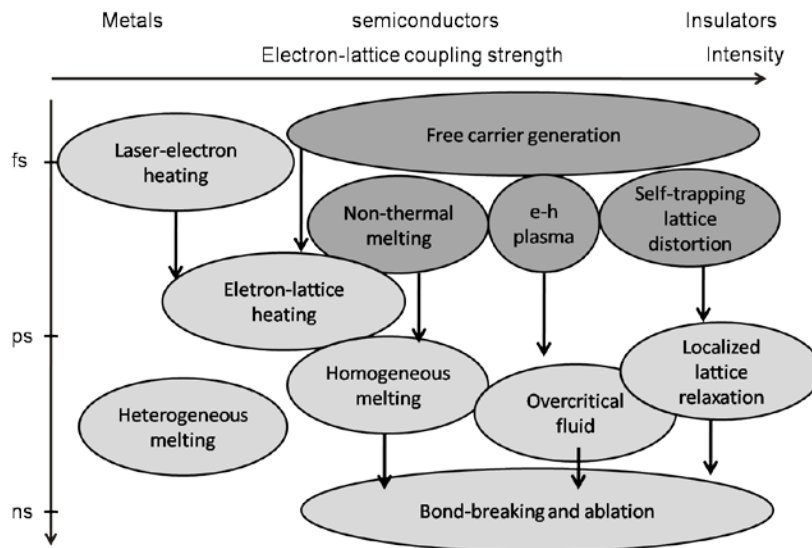 Metals semiconductors Insulators
Electron-lattice coupling strength Intensity
Free carrier generation
fs
Laser-electron
heating
Non-thermal
melting
e-h
plasma
Self-trapping
lattice
distortion
Eletron-lattice
heating
ps
Homogeneous
melting
Localized
lattice
relaxation
Heterogeneous
melting
Overcritical
fluid
ns
Bond-breaking and ablation